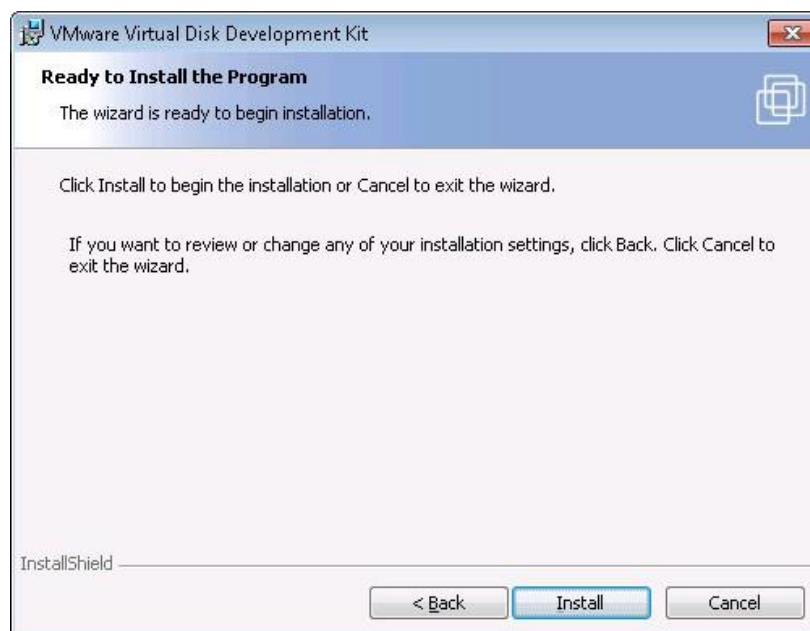 VMware Virtual Disk Development Kit
Ready to Install the Program
The wizard is ready to begin installation.
Click Install to begin the installation or Cancel to exit the wizard.
If you want to review or change any of your installation settings, click Back. Click Cancel to
exit the wizard.
InstallShield
< Back Install Cancel